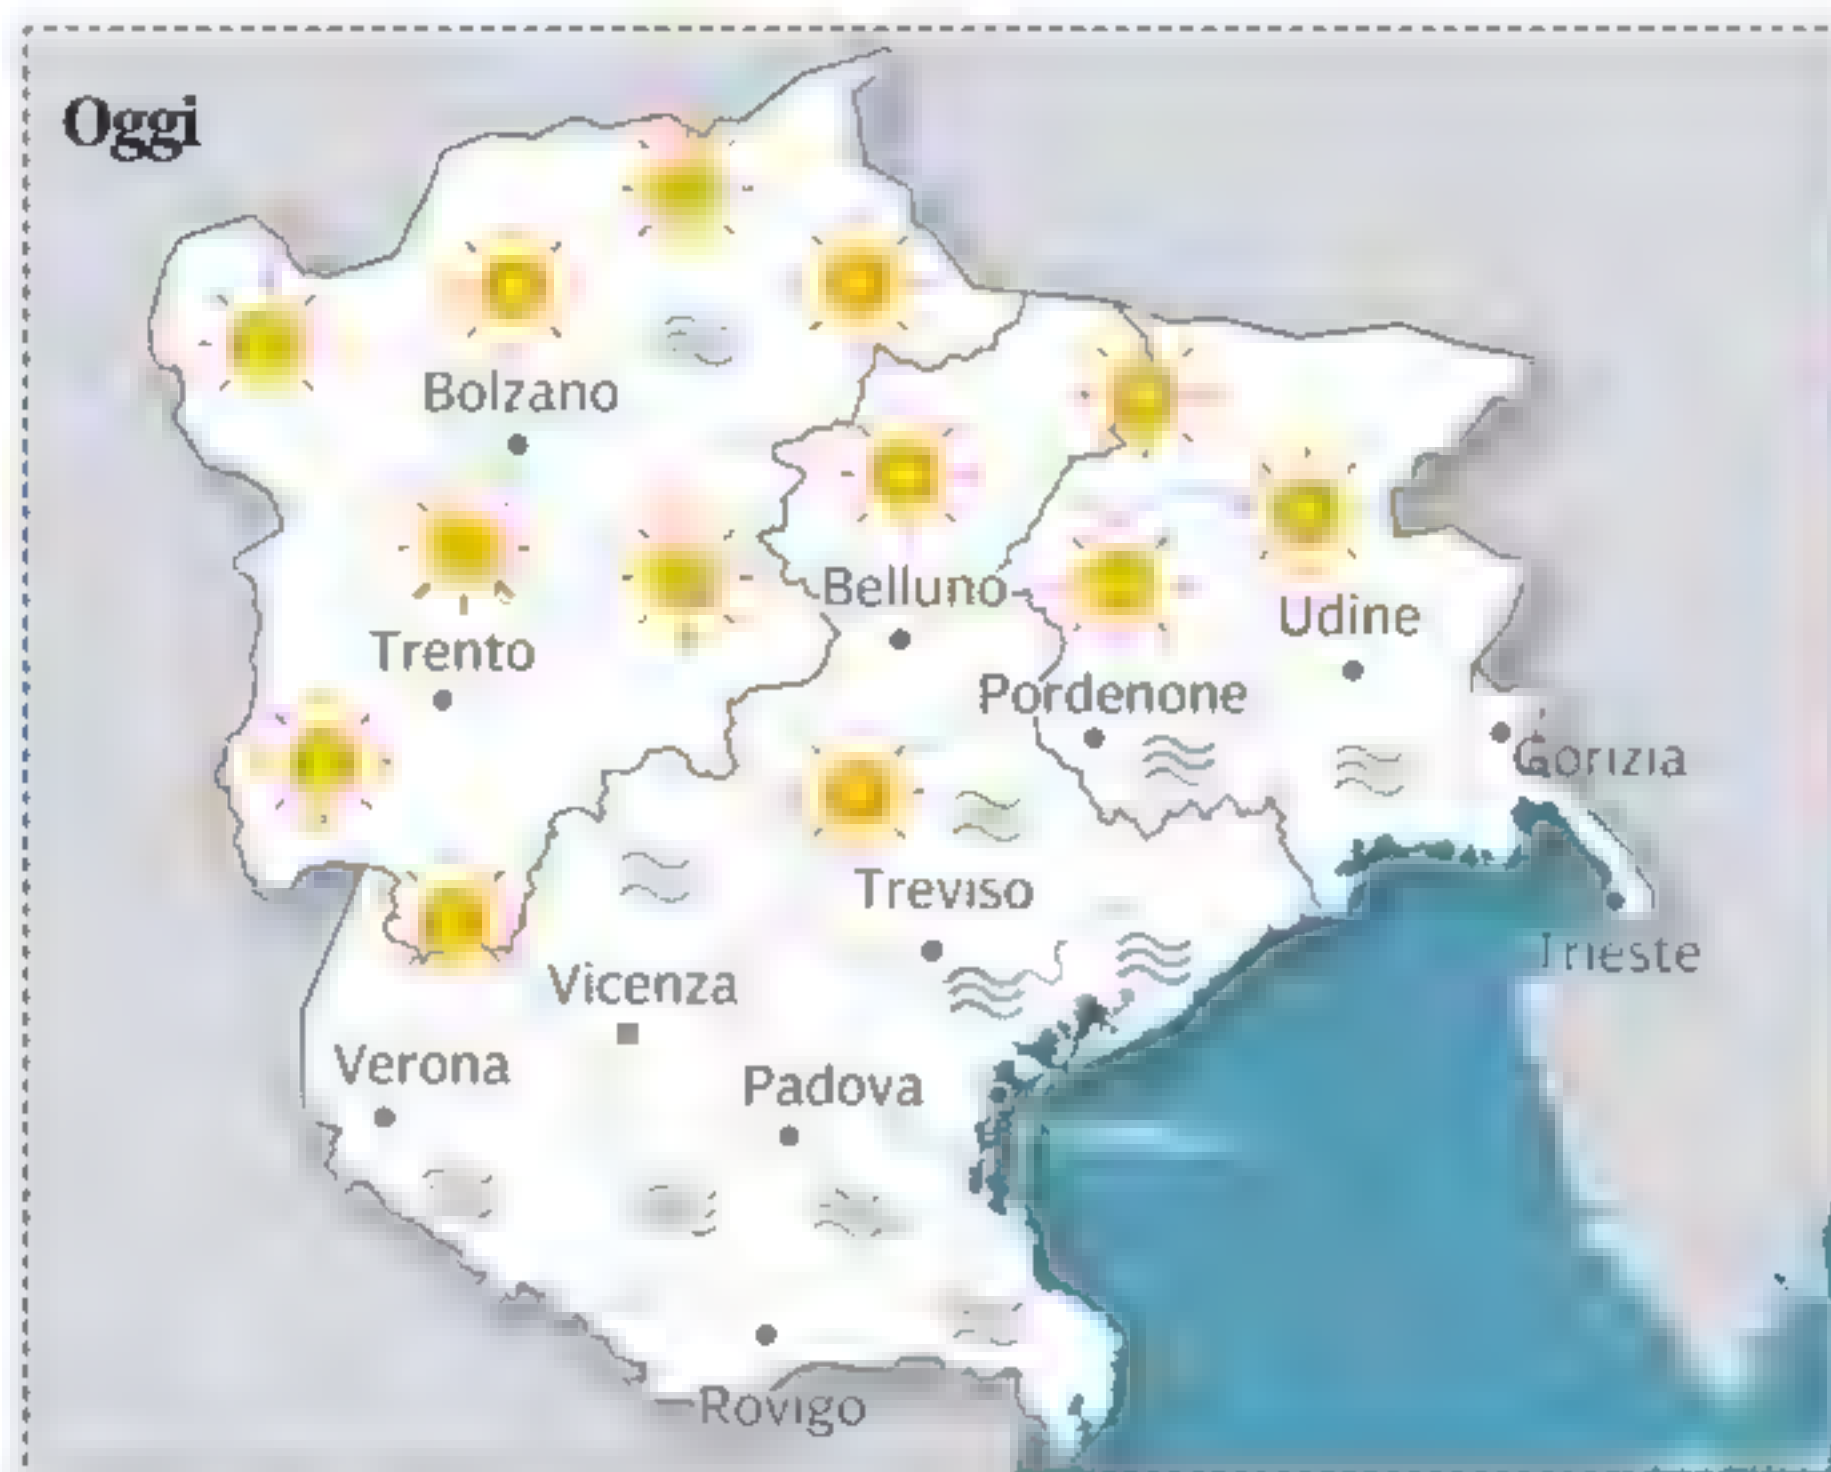 Oggi
Bolzano
Belluno
Udine
Trento
Pordenone
Gorizia
Treviso
Trieste
Vicenza
Verona
Padova
Rovigo